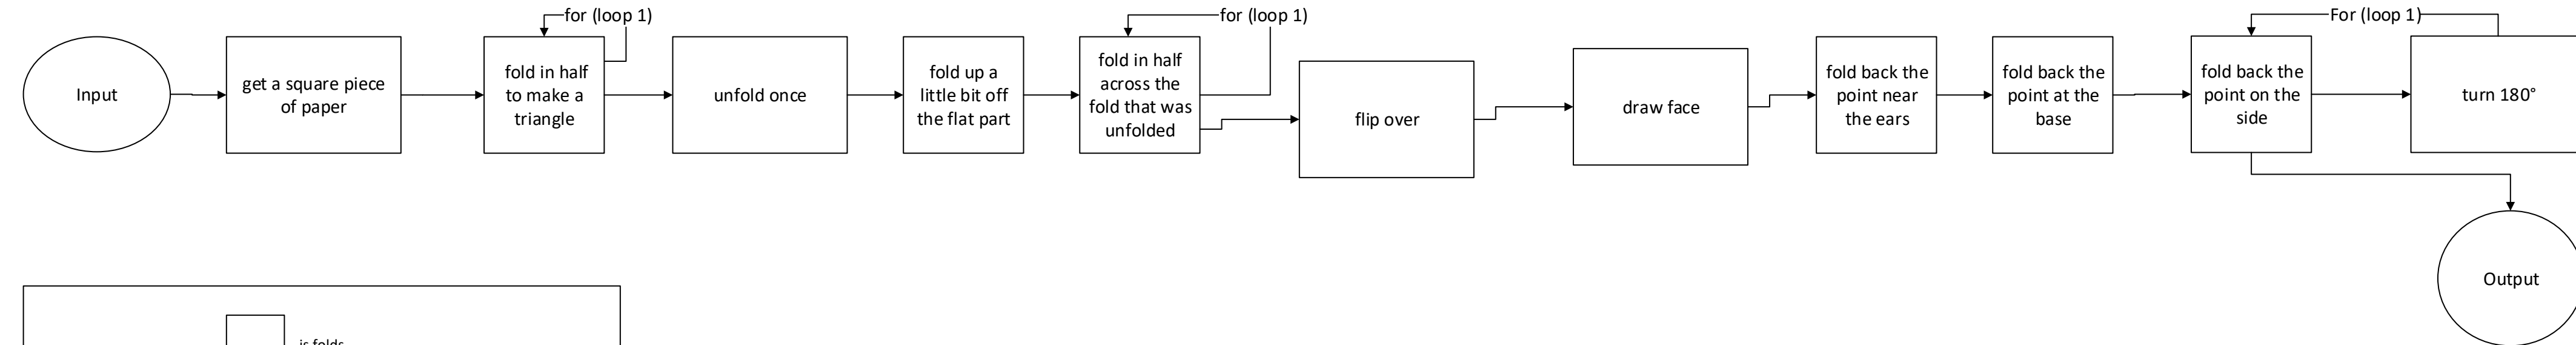 for (loop 1)
for (loop 1)
For (loop 1)
Input
get a square piece
of paper
fold in half
to make a
triangle
unfold once
fold up a
little bit off
the flat part
fold in half
across the
fold that was
unfolded
flip over
draw face
fold back the
point near
the ears
fold back the
point at the
base
fold back the
point on the
side
turn 180°
Output
is folds